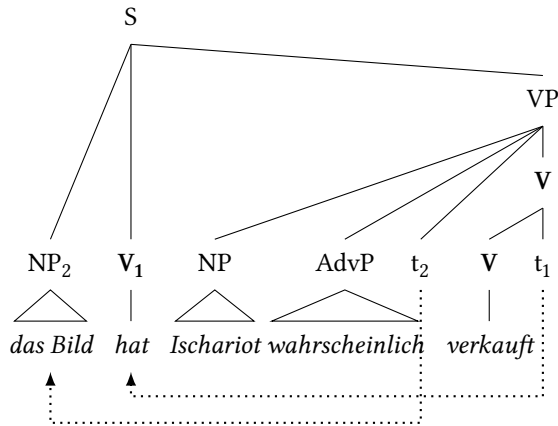 S
VP
V
NP₂ V₁ NP AdvP t₂ V t₁
das Bild hat Ischariot wahrscheinlich verkauft